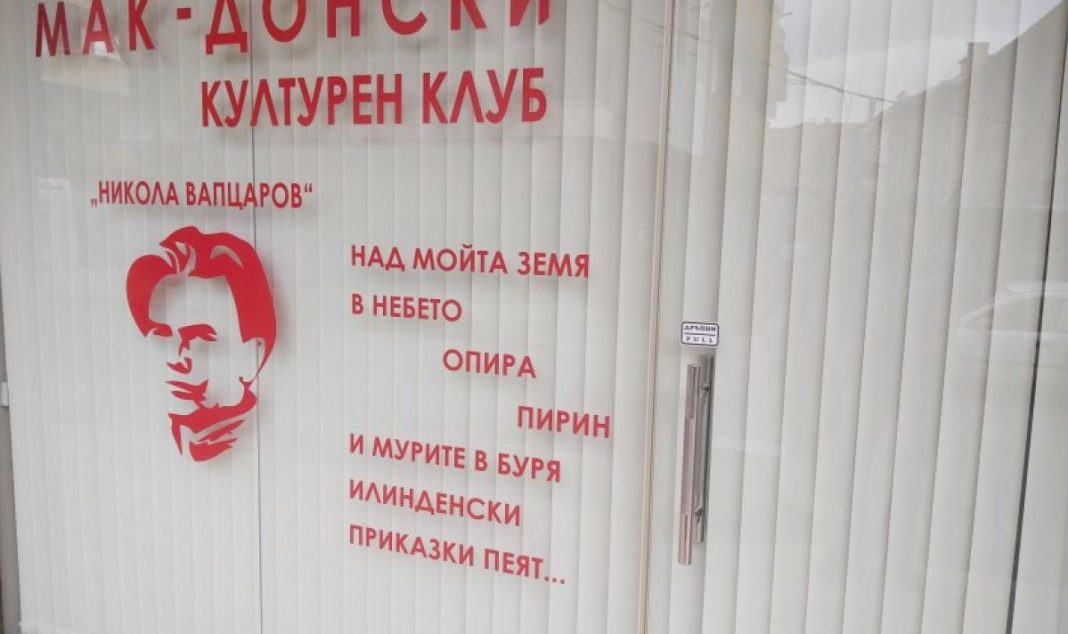 МАК - ДОНСКИ
КУЛТУРЕН КЛУБ
„НИКОЛА ВАПЦАРОВ“
НАД МОЙТА ЗЕМЯ
В НЕБЕТО
ОПИРА
ПИРИН
И МУРИТЕ В БУРЯ
ИЛИНДЕНСКИ
ПРИКАЗКИ ПЕЯТ...
ДРЪПНИ
PULL